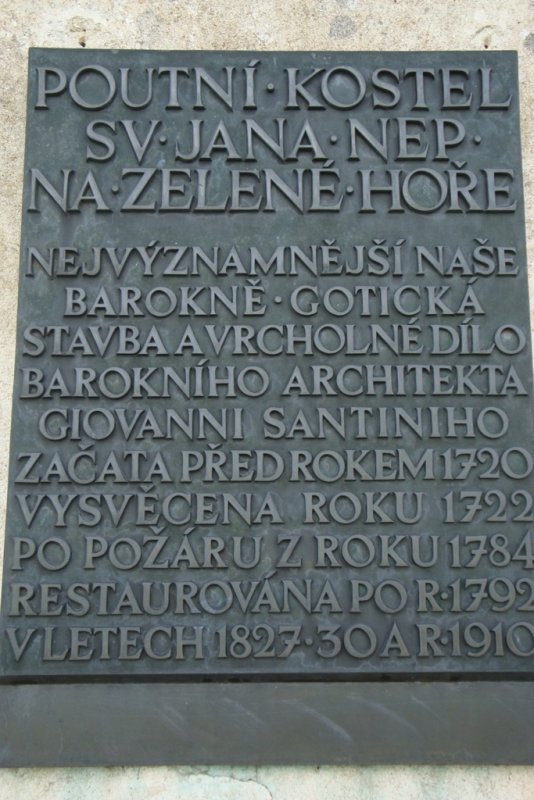 POUTNÍ · KOSTEL
SV · JANA · NEP ·
NA · ZELENÉ · HOŘE
NEJVÝZNAMNĚJŠÍ NAŠE
BAROKNĚ · GOTICKÁ
STAVBA A VRCHOLNÉ DÍLO
BAROKNÍHO ARCHITEKTA
GIOVANNI SANTINIHO
ZAČATA PŘED ROKEM 1720
VYSVĚCENA ROKU 1722
PO POŽÁRU Z ROKU 1784
RESTAUROVÁNA PO R · 1792
V LETECH 1827 · 30 A R · 1910